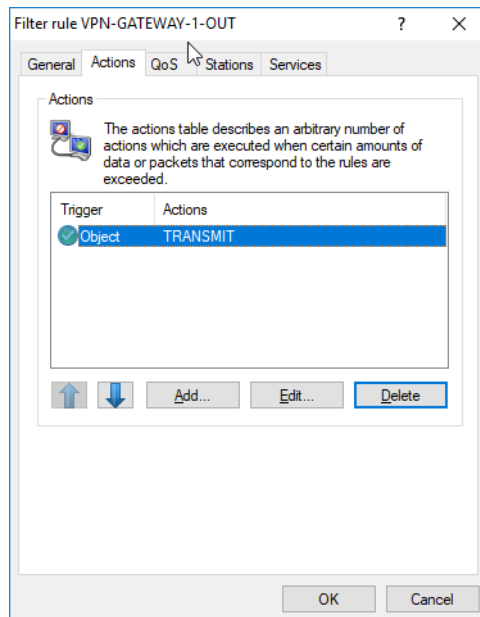 Filter rule VPN-GATEWAY-1-OUT ?
General Actions QoS Stations Services
Actions
The actions table describes an arbitrary number of
actions which are executed when certain amounts of
data or packets that correspond to the rules are
exceeded.
Trigger Actions
Object TRANSMIT
Add... Edit... Delete
OK Cancel